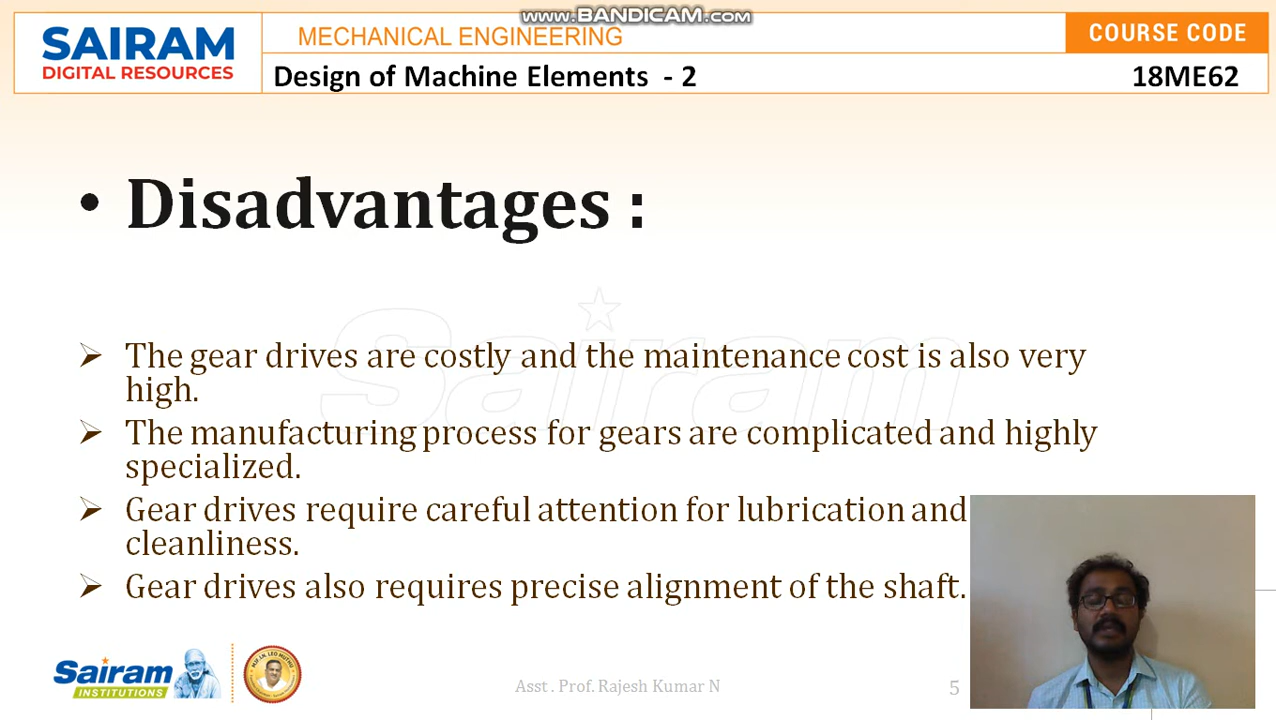 www.BANDICAM.com
SAIRAM
DIGITAL RESOURCES
MECHANICAL ENGINEERING
COURSE CODE
Design of Machine Elements - 2
18ME62
• Disadvantages :
Sairam
➢ The gear drives are costly and the maintenance cost is also very
high.
➢ The manufacturing process for gears are complicated and highly
specialized.
➢ Gear drives require careful attention for lubrication and
cleanliness.
➢ Gear drives also requires precise alignment of the shaft.
Sairam
INSTITUTIONS
Asst . Prof. Rajesh Kumar N
5